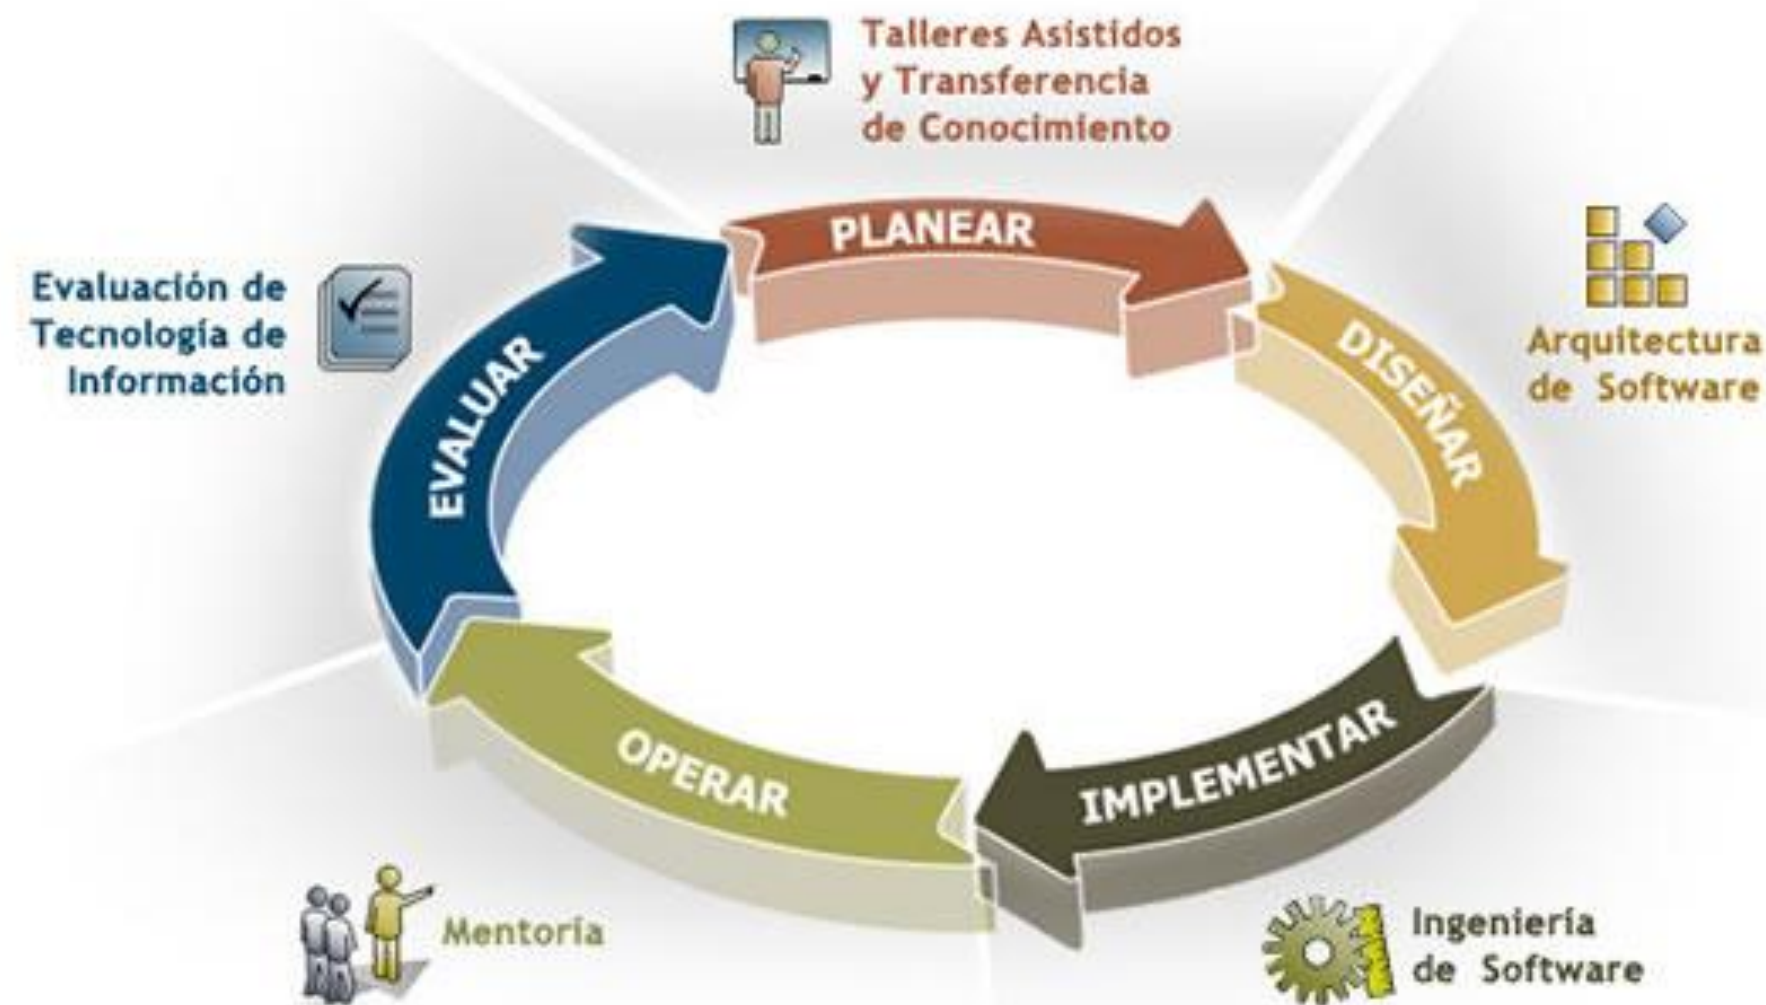 Talleres Asistidos
y Transferencia
de Conocimiento
PLANEAR
DISEÑAR
Arquitectura
de Software
IMPLEMENTAR
Ingeniería
de Software
OPERAR
Mentoría
EVALUAR
Evaluación de
Tecnología de
Información